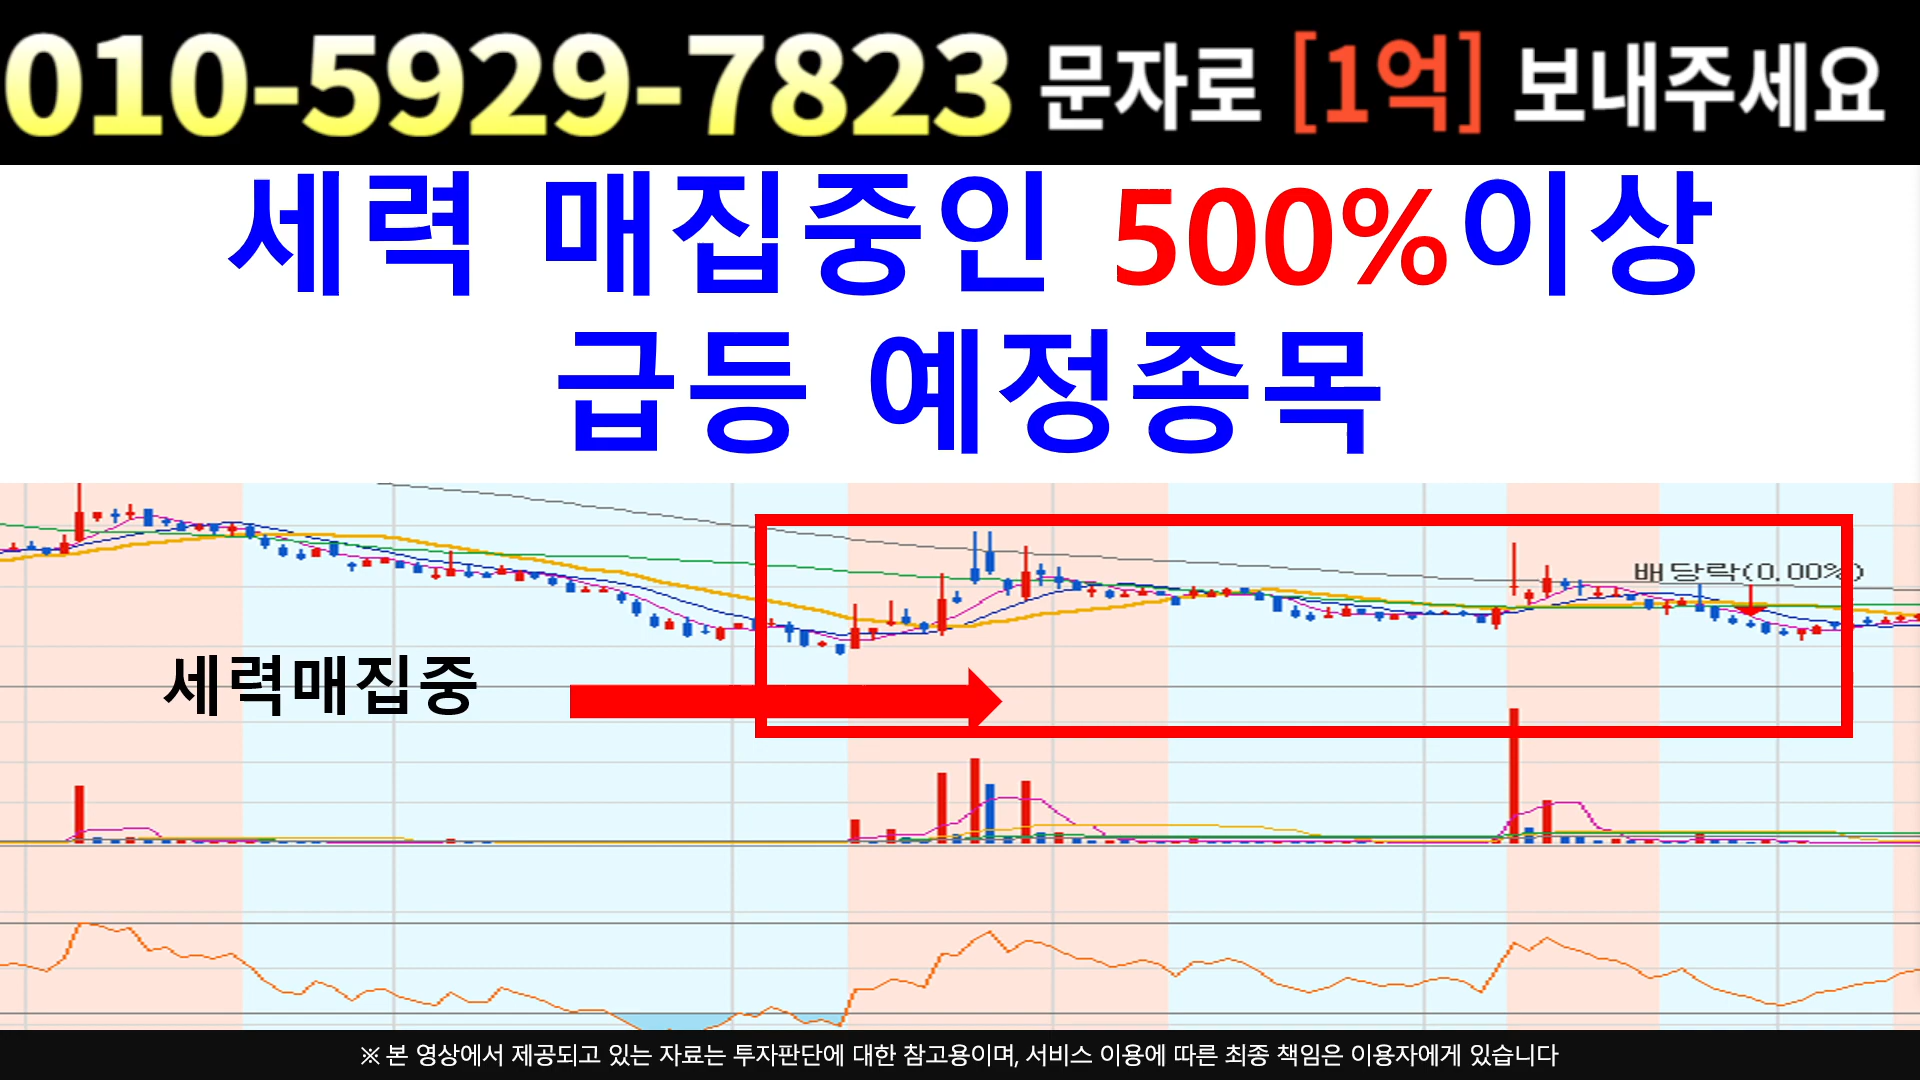 010-5929-7823 문자로 [1억] 보내주세요
세력 매집중인 500%이상
급등 예정종목
배당락(0.00%)
세력매집중
※ 본 영상에서 제공되고 있는 자료는 투자판단에 대한 참고용이며, 서비스 이용에 따른 최종 책임은 이용자에게 있습니다